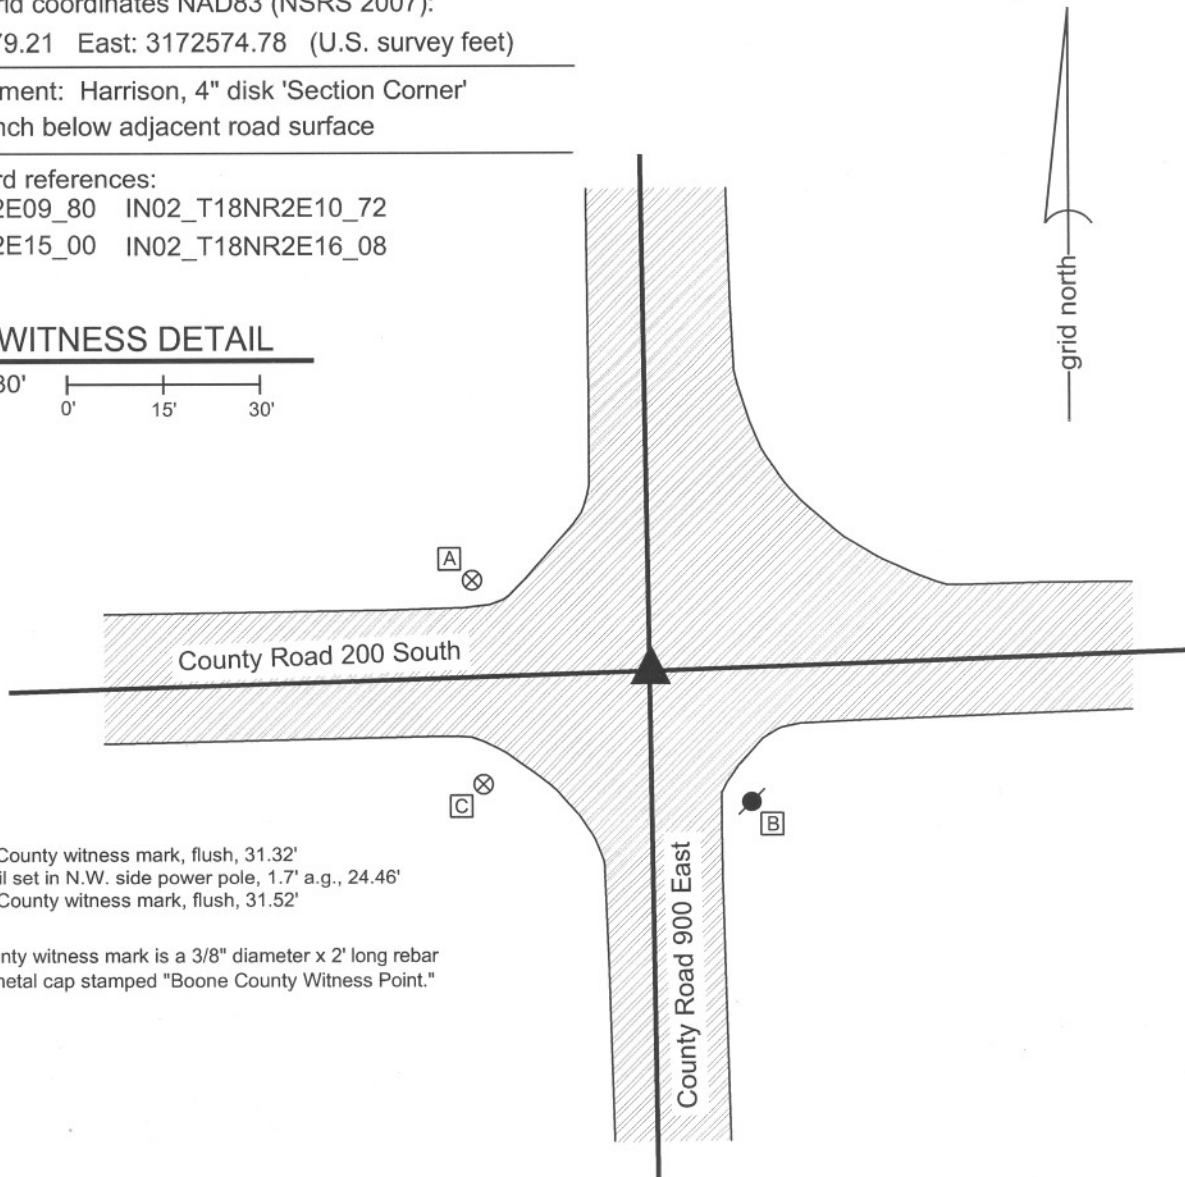 rid coordinates NAD83 (NSRS 2007):
79.21 East: 3172574.78 (U.S. survey feet)
ment: Harrison, 4" disk 'Section Corner'
nch below adjacent road surface
rd references:
2E09_80 IN02_T18NR2E10_72
2E15_00 IN02_T18NR2E16_08
WITNESS DETAIL
30'
0' 15' 30'
grid north
A
County Road 200 South
C
B
County Road 900 East
County witness mark, flush, 31.32'
il set in N.W. side power pole, 1.7' a.g., 24.46'
County witness mark, flush, 31.52'
nty witness mark is a 3/8" diameter x 2' long rebar
metal cap stamped "Boone County Witness Point."